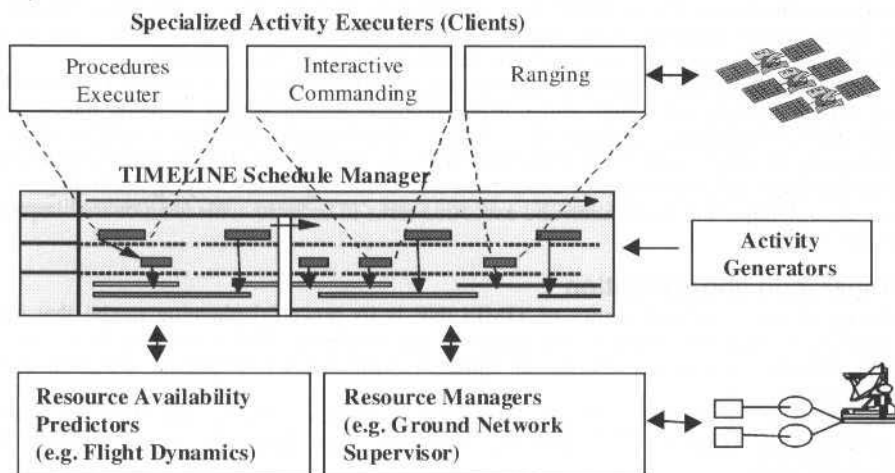 Specialized Activity Executers (Clients)
Procedures
Executer
Interactive
Commanding
Ranging
TIMELINE Schedule Manager
Activity
Generators
Resource Availability
Predictors
(e.g. Flight Dynamics)
Resource Managers
(e.g. Ground Network
Supervisor)